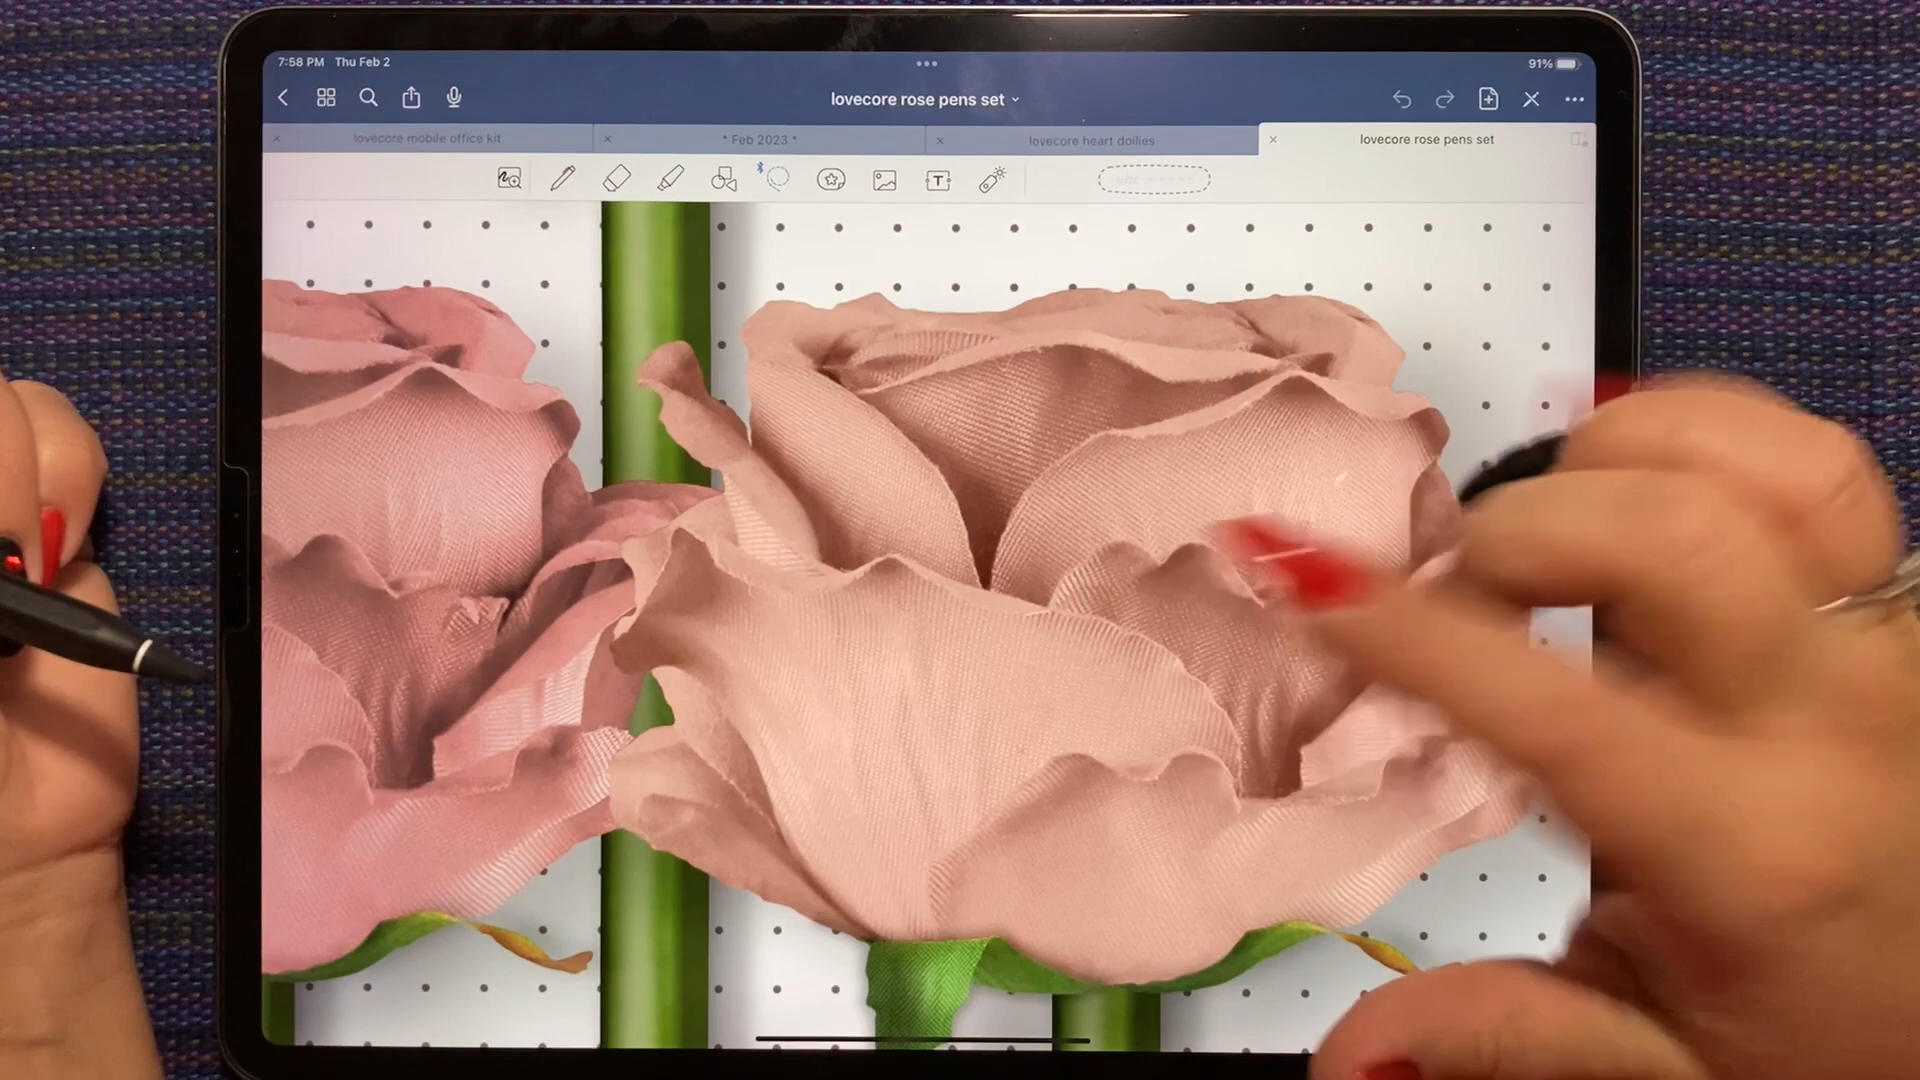 7:58 PM Thu Feb 2
91%
lovecore rose pens set
lovecore mobile office kit
* Feb 2023 *
lovecore heart doilies
lovecore rose pens set
T